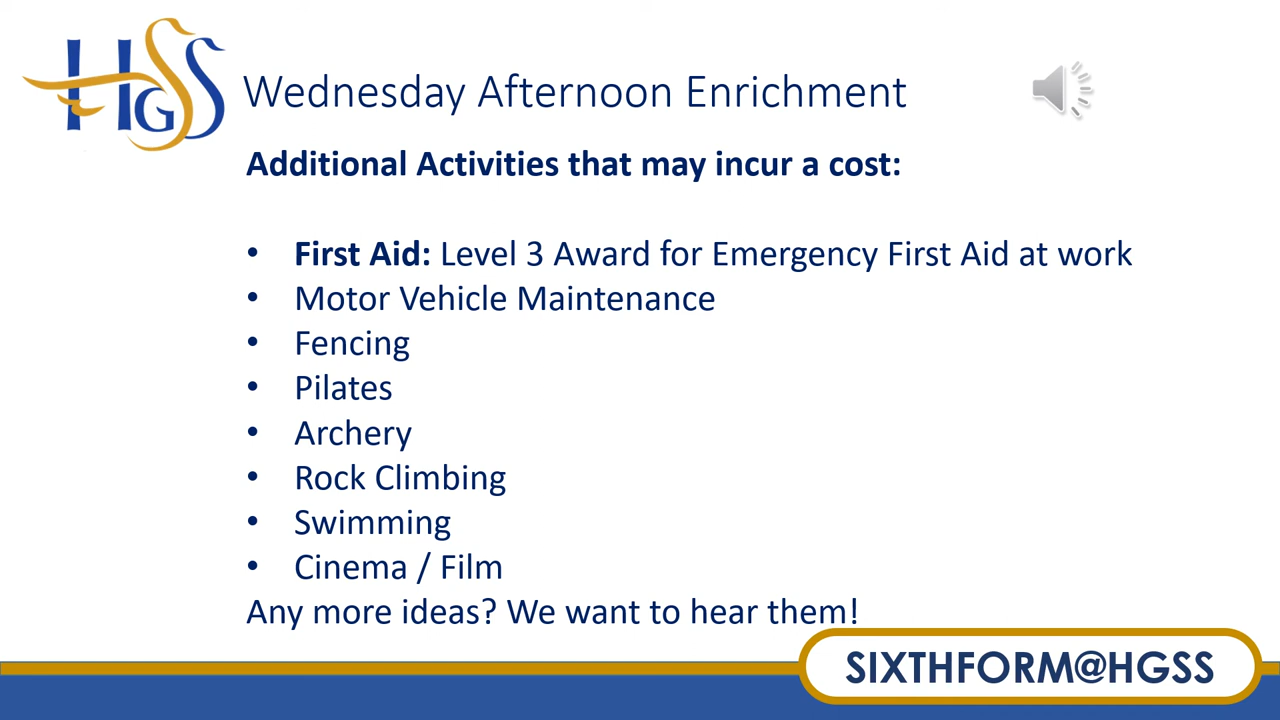 HGSS
Wednesday Afternoon Enrichment
Additional Activities that may incur a cost:
• First Aid: Level 3 Award for Emergency First Aid at work
• Motor Vehicle Maintenance
• Fencing
• Pilates
• Archery
• Rock Climbing
• Swimming
• Cinema / Film
Any more ideas? We want to hear them!
SIXTHFORM@HGSS